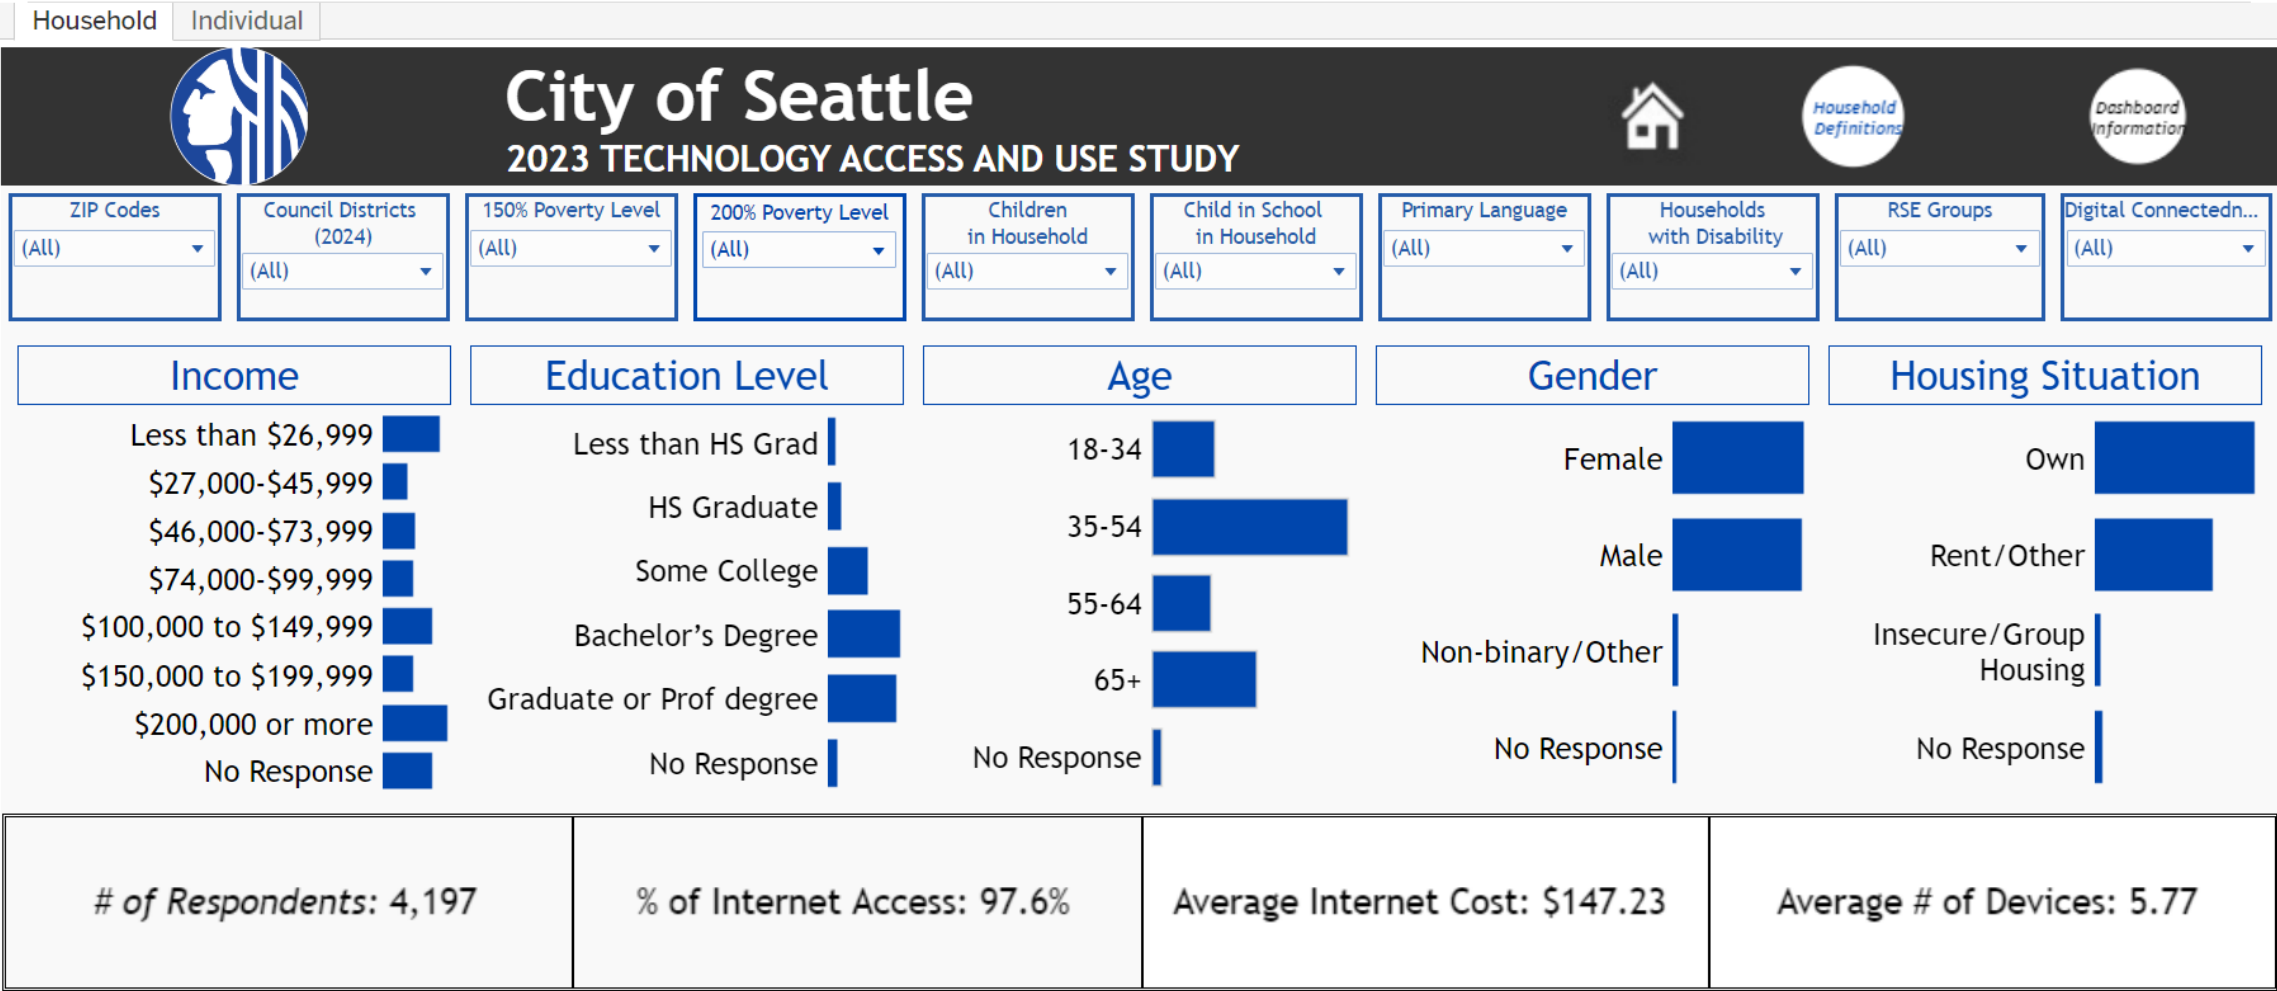 Household
Individual
City of Seattle
2023 TECHNOLOGY ACCESS AND USE STUDY
Household
Definitions
Dashboard
Information
ZIP Codes
(All)
Council Districts
(2024)
(All)
150% Poverty Level
(All)
200% Poverty Level
(All)
Children
in Household
(All)
Child in School
in Household
(All)
Primary Language
(All)
Households
with Disability
(All)
RSE Groups
(All)
Digital Connectedn...
(All)
Income
Less than $26,999
$27,000-$45,999
$46,000-$73,999
$74,000-$99,999
$100,000 to $149,999
$150,000 to $199,999
$200,000 or more
No Response
Education Level
Less than HS Grad
HS Graduate
Some College
Bachelor’s Degree
Graduate or Prof degree
No Response
Age
18-34
35-54
55-64
65+
No Response
Gender
Female
Male
Non-binary/Other
No Response
Housing Situation
Own
Rent/Other
Insecure/Group
Housing
No Response
# of Respondents: 4,197
% of Internet Access: 97.6%
Average Internet Cost: $147.23
Average # of Devices: 5.77